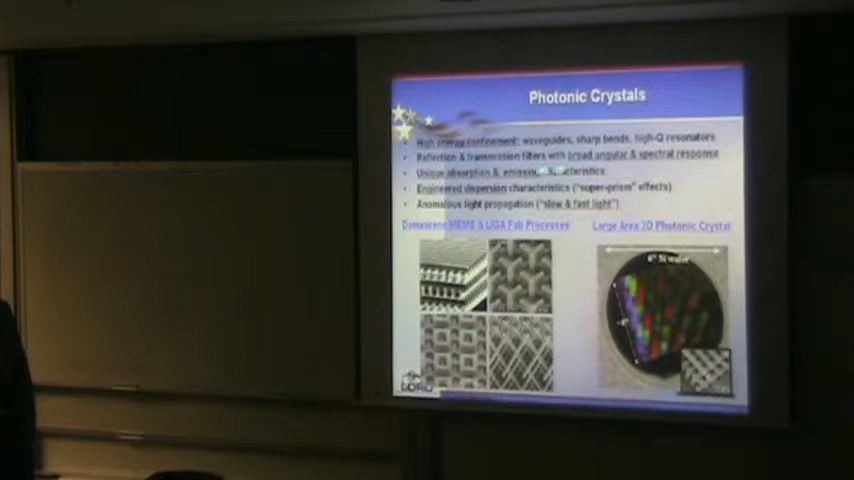 Photonic Crystals
• High energy confinement: waveguides, sharp bends, high-Q resonators
• Reflection & transmission filters with broad angular & spectral response
• Unique absorption & emission characteristics
• Engineered dispersion characteristics ("super-prism" effects)
• Anomalous light propagation ("slow & fast light")
Damascene MEMS & LIGA Fab Processes
Large Area 3D Photonic Crystal
6" Si wafer
LDRD